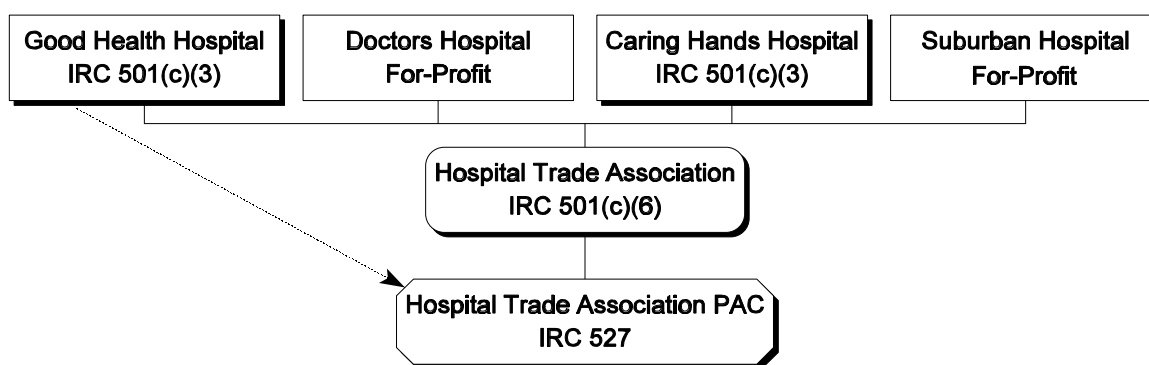 Good Health Hospital
IRC 501(c)(3)
Doctors Hospital
For-Profit
Caring Hands Hospital
IRC 501(c)(3)
Suburban Hospital
For-Profit
Hospital Trade Association
IRC 501(c)(6)
Hospital Trade Association PAC
IRC 527